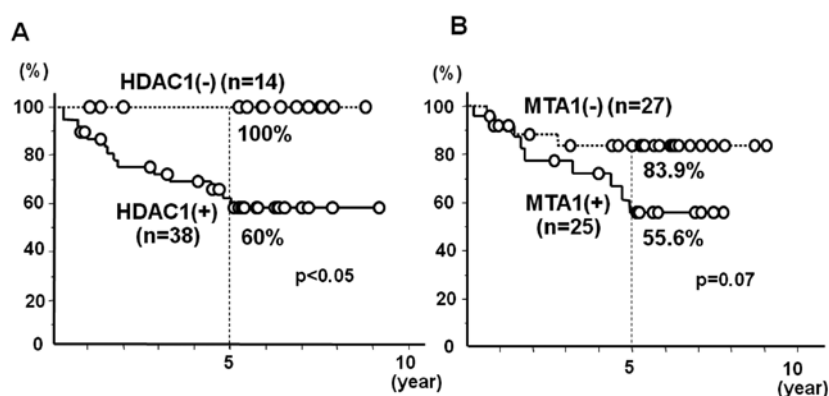 A
(%)
HDAC1(-) (n=14)
100
100%
80
HDAC1(+)
(n=38)
60
60%
40
p<0.05
20
0
5
10
(year)
B
(%)
100
MTA1(-) (n=27)
80
83.9%
MTA1(+)
(n=25)
60
55.6%
40
p=0.07
20
0
5
10
(year)